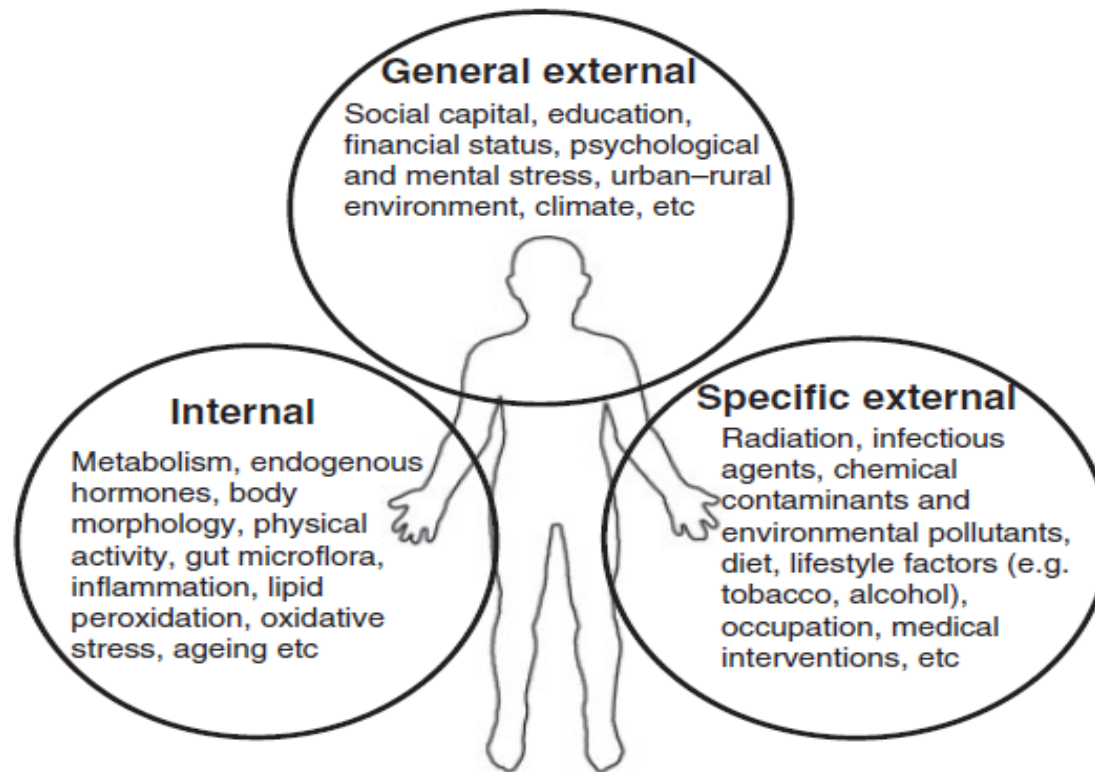 General external
Social capital, education,
financial status, psychological
and mental stress, urban–rural
environment, climate, etc
Internal
Metabolism, endogenous
hormones, body
morphology, physical
activity, gut microflora,
inflammation, lipid
peroxidation, oxidative
stress, ageing etc
Specific external
Radiation, infectious
agents, chemical
contaminants and
environmental pollutants,
diet, lifestyle factors (e.g.
tobacco, alcohol),
occupation, medical
interventions, etc